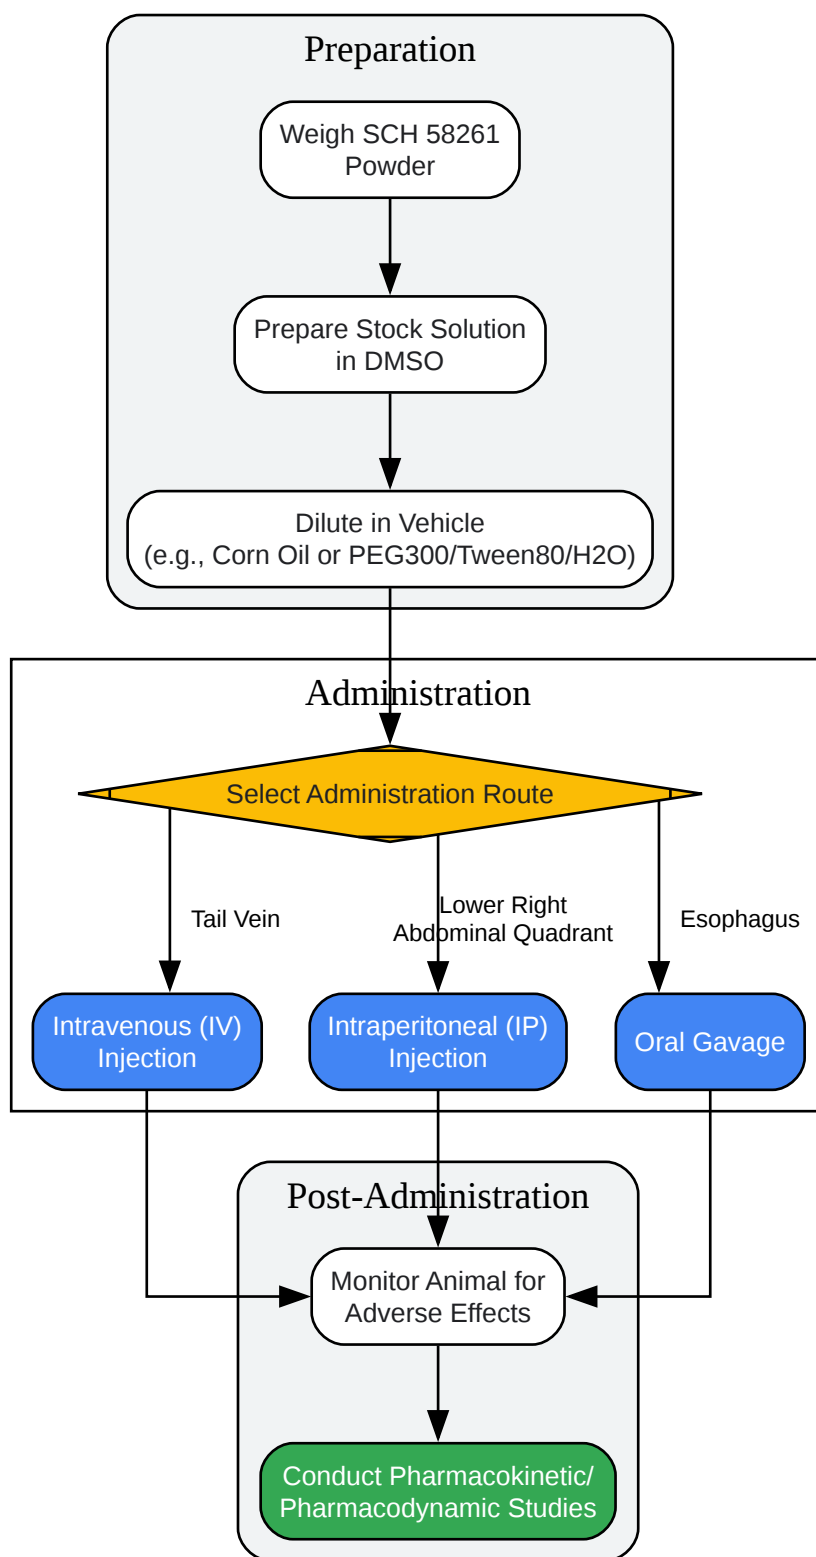 Preparation
Weigh SCH 58261
Powder
Prepare Stock Solution
in DMSO
Dilute in Vehicle
(e.g., Corn Oil or PEG300/Tween80/H2O)
Administration
Select Administration Route
Tail Vein
Lower Right
Abdominal Quadrant
Esophagus
Intravenous (IV)
Injection
Intraperitoneal (IP)
Injection
Oral Gavage
Post-Administration
Monitor Animal for
Adverse Effects
Conduct Pharmacokinetic/
Pharmacodynamic Studies